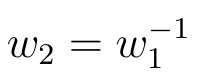 w_2 = w_1^{-1}